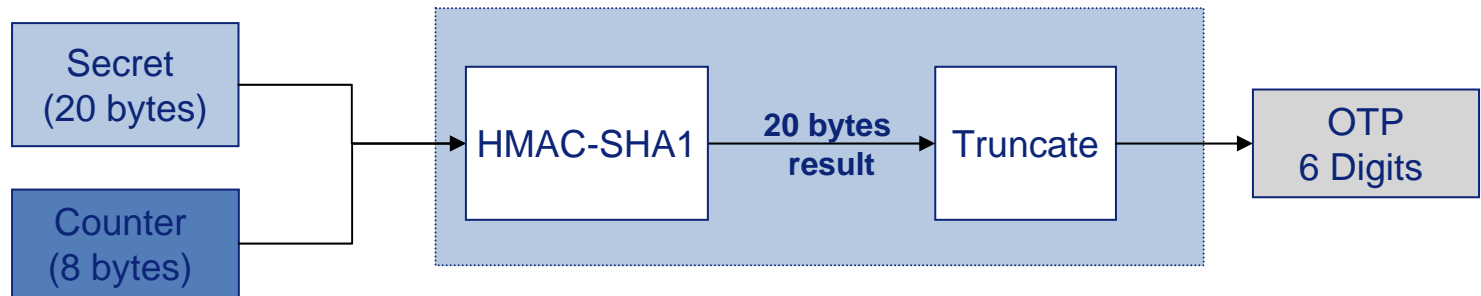 Secret
(20 bytes)
Counter
(8 bytes)
HMAC-SHA1
20 bytes
result
Truncate
OTP
6 Digits